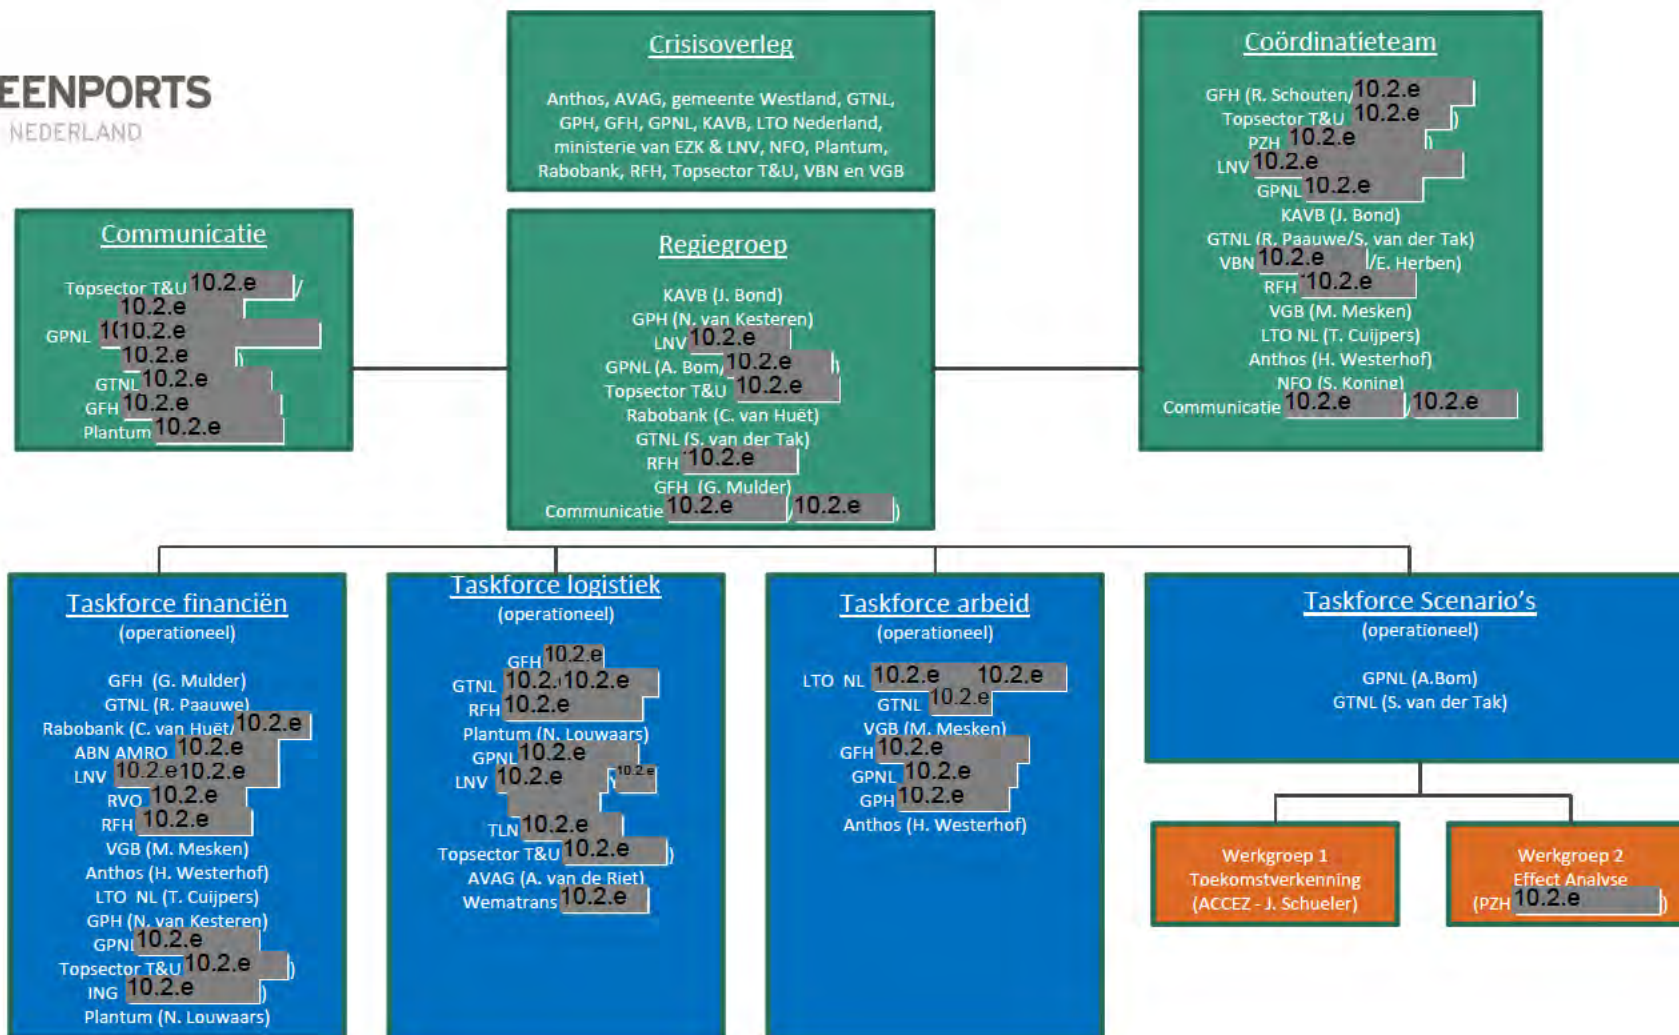 EENPORTS
NEDERLAND
Crisisoverleg
Anthos, AVAG, gemeente Westland, GTNL,
GPH, GFH, GPNL, KAVB, LTO Nederland,
ministerie van EZK & LNV, NFO, Plantum,
Rabobank, RFH, Topsector T&U, VBN en VGB
Coördinatieteam
GFH (R. Schouten/ 10.2.e
Topsector T&U 10.2.e )
PZH 10.2.e )
LNV 10.2.e
GPNL 10.2.e
KAVB (J. Bond)
GTNL (R. Paauwe/S. van der Tak)
VBN 10.2.e /E. Herben)
RFH 10.2.e
VGB (M. Mesken)
LTO NL (T. Cuijpers)
Anthos (H. Westerhof)
NFO (S. Koning)
Communicatie 10.2.e / 10.2.e
Communicatie
Topsector T&U 10.2.e /
10.2.e
GPNL 10.2.e
10.2.e )
GTNL 10.2.e
GFH 10.2.e
Plantum 10.2.e
Regiegroep
KAVB (J. Bond)
GPH (N. van Kesteren)
LNV 10.2.e
GPNL (A. Bom/ 10.2.e )
Topsector T&U 10.2.e
Rabobank (C. van Huët)
GTNL (S. van der Tak)
RFH 10.2.e
GFH (G. Mulder)
Communicatie 10.2.e / 10.2.e )
Taskforce financiën
(operationeel)
GFH (G. Mulder)
GTNL (R. Paauwe)
Rabobank (C. van Huët/ 10.2.e
ABN AMRO 10.2.e
LNV 10.2.e 10.2.e
RVO 10.2.e
RFH 10.2.e
VGB (M. Mesken)
Anthos (H. Westerhof)
LTO NL (T. Cuijpers)
GPH (N. van Kesteren)
GPNL 10.2.e
Topsector T&U 10.2.e )
ING 10.2.e )
Plantum (N. Louwaars)
Taskforce logistiek
(operationeel)
GFH 10.2.e
GTNL 10.2. 10.2.e
RFH 10.2.e
Plantum (N. Louwaars)
GPNL 10.2.e
LNV 10.2.e 10.2.e
TLN 10.2.e
Topsector T&U 10.2.e )
AVAG (A. van de Riet)
Wematrans 10.2.e
Taskforce arbeid
(operationeel)
LTO NL 10.2.e 10.2.e
GTNL 10.2.e
VGB (M. Mesken)
GFH 10.2.e
GPNL 10.2.e
GPH 10.2.e
Anthos (H. Westerhof)
Taskforce Scenario's
(operationeel)
GPNL (A.Bom)
GTNL (S. van der Tak)
Werkgroep 1
Toekomstverkenning
(ACCEZ - J. Schueler)
Werkgroep 2
Effect Analyse
(PZH 10.2.e )